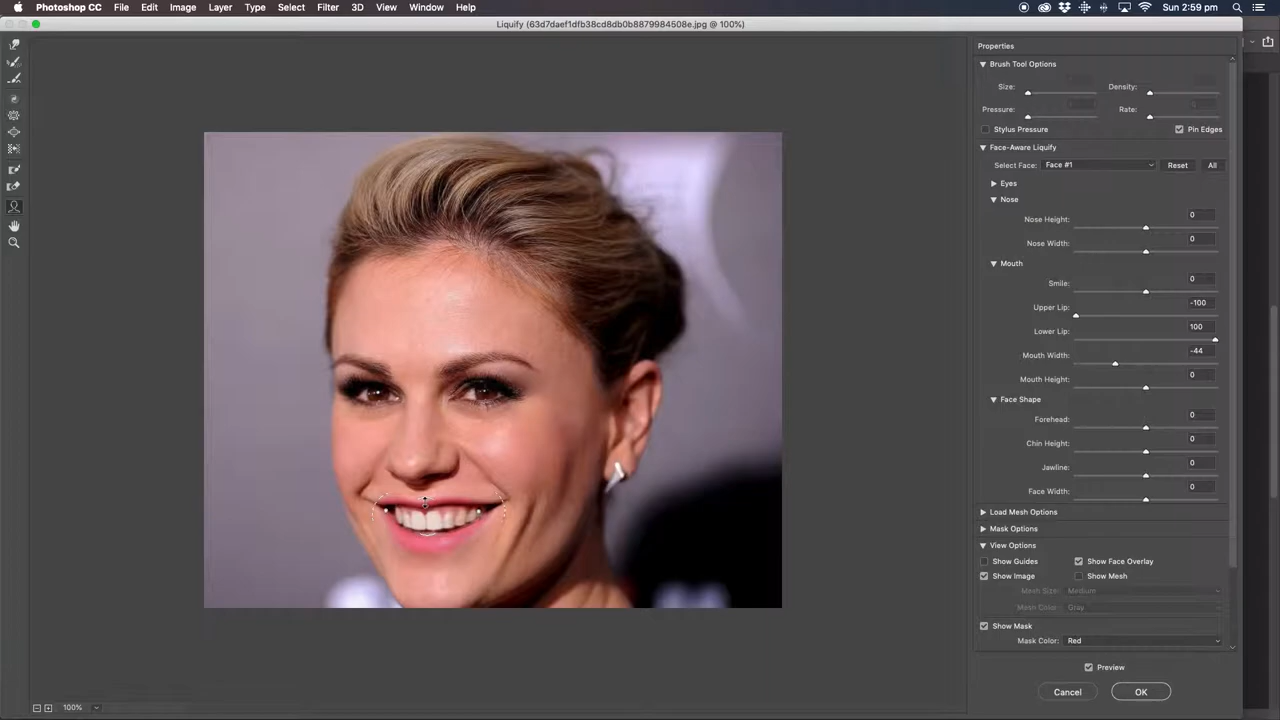 Photoshop CC File Edit Image Layer Type Select Filter 3D View Window Help Sun 2:59 pm
Liquify (63d7daef1dfb38cd8db0b8879984508e.jpg @ 100%)
Properties
Brush Tool Options
Size: Density:
Pressure: Rate:
Stylus Pressure Pin Edges
Face-Aware Liquify
Select Face: Face #1 Reset All
Eyes
Nose
Nose Height: 0
Nose Width: 0
Mouth
Smile: 0
Upper Lip: -100
Lower Lip: 100
Mouth Width: -44
Mouth Height: 0
Face Shape
Forehead: 0
Chin Height: 0
Jawline: 0
Face Width: 0
Load Mesh Options
Mask Options
View Options
Show Guides Show Face Overlay
Show Image Show Mesh
Mesh Size: Medium
Mesh Color: Gray
Show Mask
Mask Color: Red
Preview
Cancel OK
100%